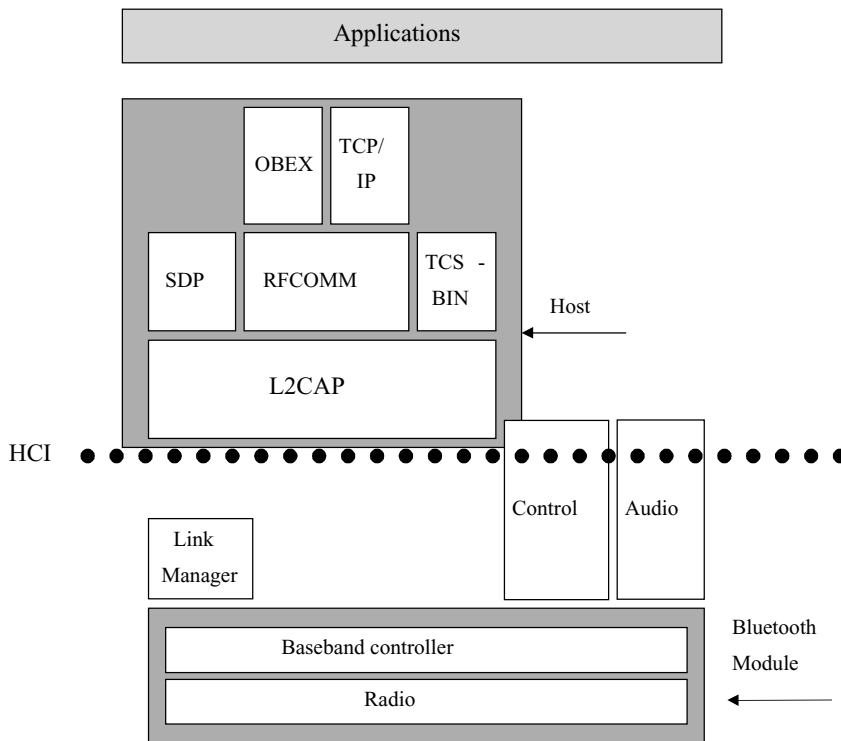 Applications
OBEX
TCP/
IP
SDP
RFCOMM
TCS -
BIN
Host
L2CAP
HCI
Control
Audio
Link
Manager
Bluetooth
Module
Baseband controller
Radio